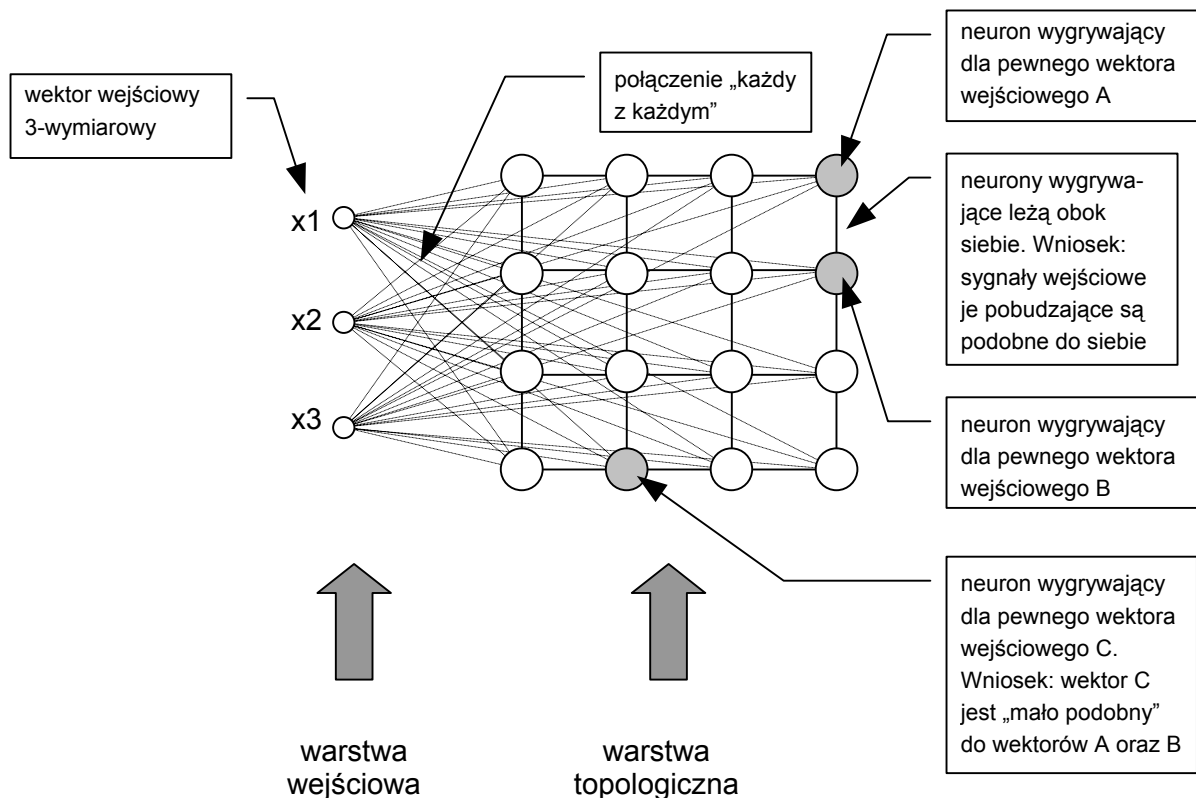 wektor wejściowy
3-wymiarowy
połączenie „każdy
z każdym”
neuron wygrywający
dla pewnego wektora
wejściowego A
neurony wygrywa-
jące leżą obok
siebie. Wniosek:
sygnały wejściowe
je pobudzające są
podobne do siebie
x1
x2
x3
neuron wygrywający
dla pewnego wektora
wejściowego B
neuron wygrywający
dla pewnego wektora
wejściowego C.
Wniosek: wektor C
jest „mało podobny”
do wektorów A oraz B
warstwa
wejściowa
warstwa
topologiczna